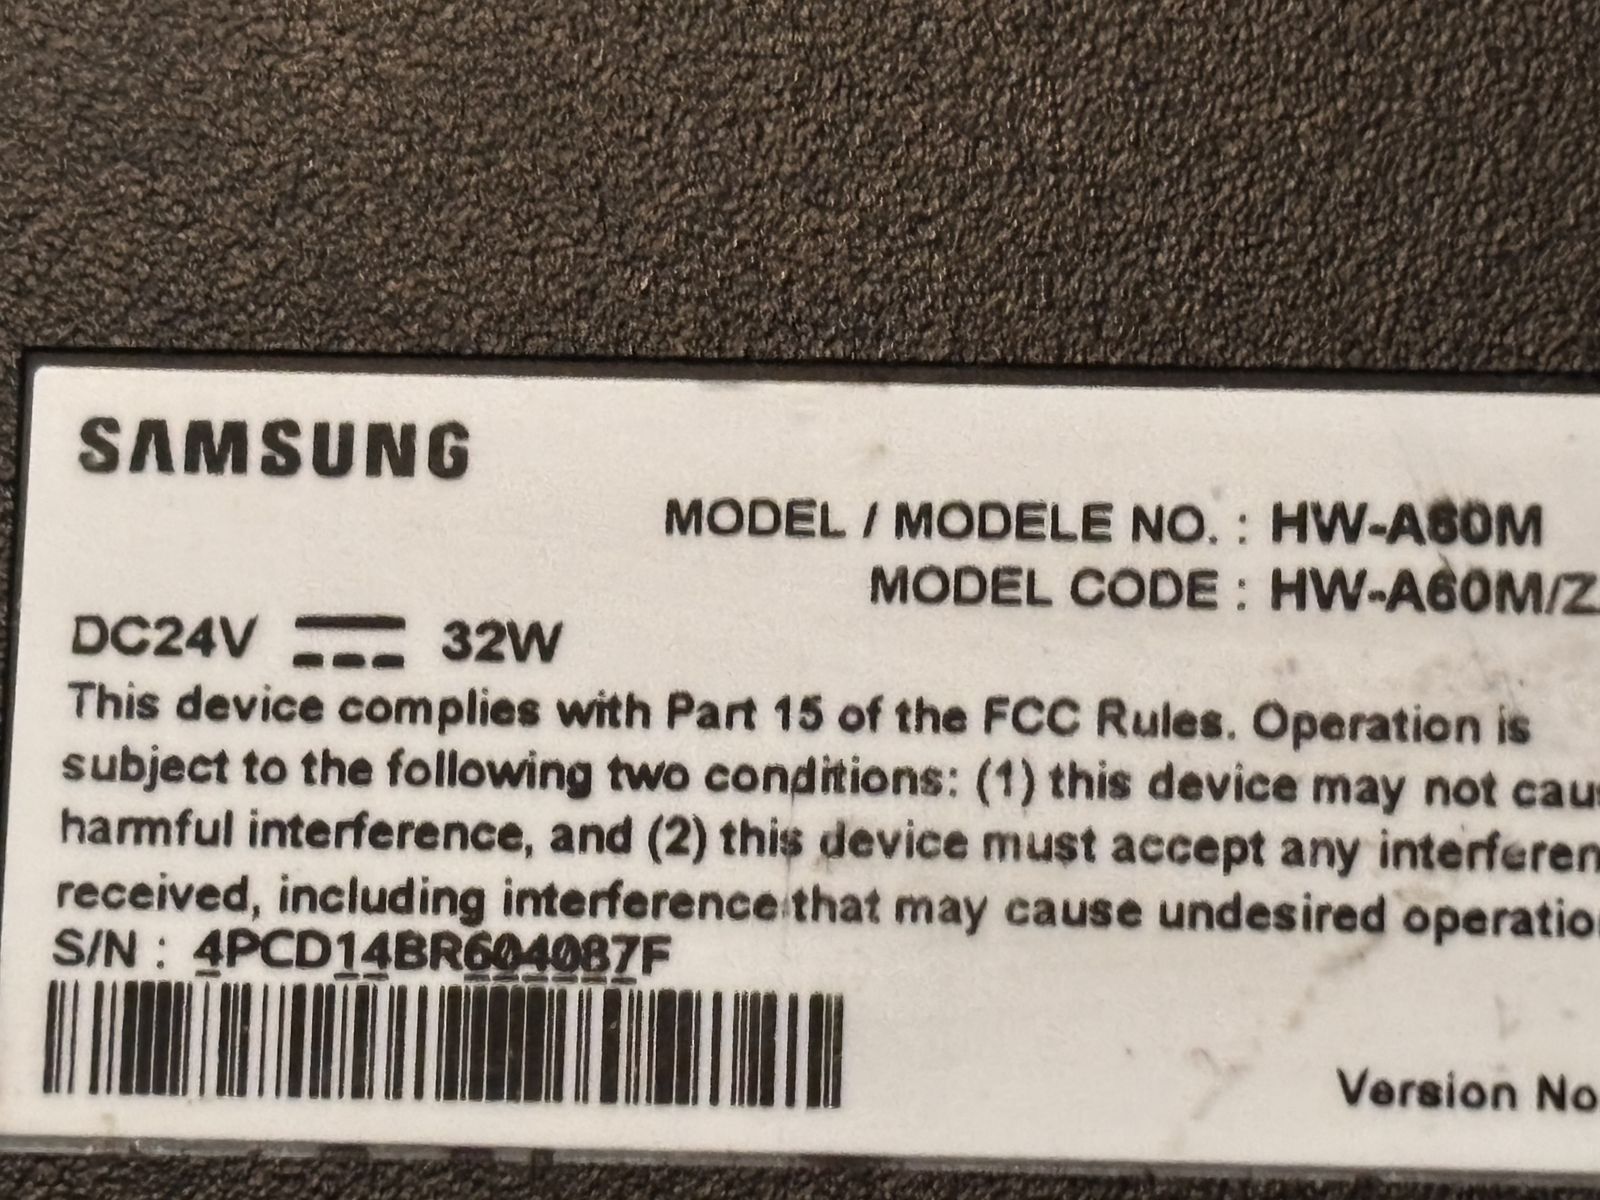 SAMSUNG
MODEL / MODELE NO. : HW-A60M
MODEL CODE : HW-A60M/Z
DC24V 32W
This device complies with Part 15 of the FCC Rules. Operation is
subject to the following two conditions: (1) this device may not cau
harmful interference, and (2) this device must accept any interferen
received, including interference that may cause undesired operatio
S/N : 4PCD14BR604087F
Version No